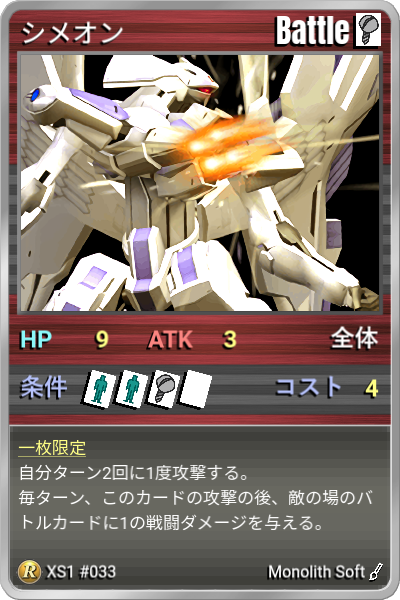 シメオン Battle
HP 9 ATK 3 全体
条件 コスト 4
一枚限定
自分ターン2回に1度攻撃する。
毎ターン、このカードの攻撃の後、敵の場のバ
トルカードに1の戦闘ダメージを与える。
R XS1 #033 Monolith Soft